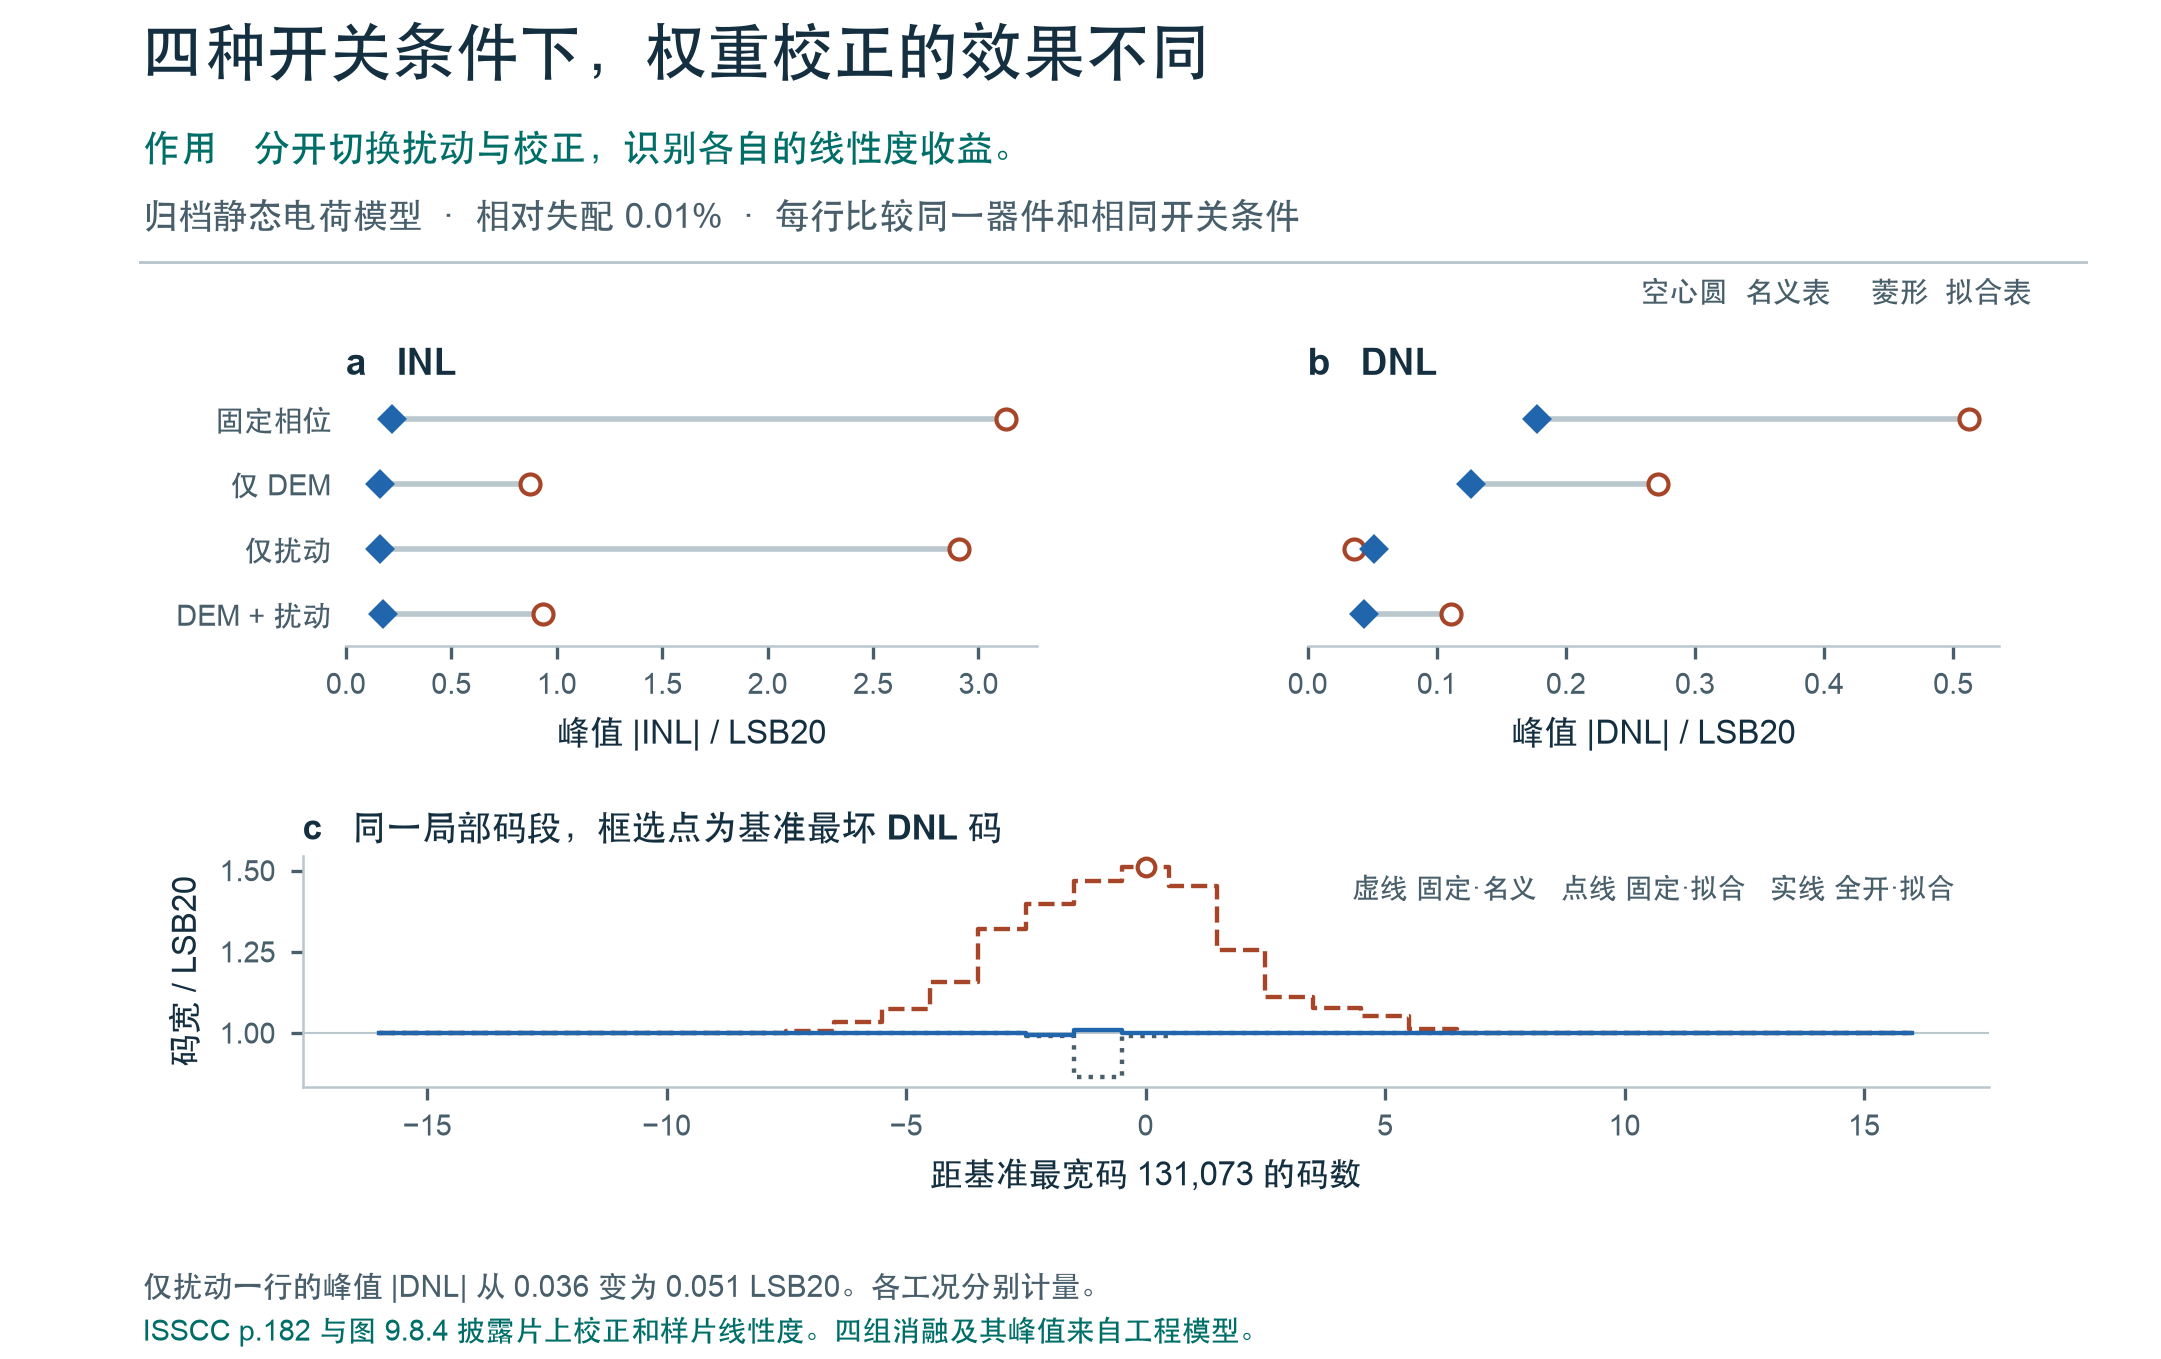 四种开关条件下，权重校正的效果不同
作用 分开切换扰动与校正，识别各自的线性度收益。
归档静态电荷模型 · 相对失配 0.01% · 每行比较同一器件和相同开关条件
空心圆 名义表 菱形 拟合表
a INL
固定相位
仅 DEM
仅扰动
DEM + 扰动
0.0 0.5 1.0 1.5 2.0 2.5 3.0
峰值 |INL| / LSB20
b DNL
0.0 0.1 0.2 0.3 0.4 0.5
峰值 |DNL| / LSB20
c 同一局部码段，框选点为基准最坏 DNL 码
虚线 固定·名义 点线 固定·拟合 实线 全开·拟合
码宽 / LSB20
1.50
1.25
1.00
−15 −10 −5 0 5 10 15
距基准最宽码 131,073 的码数
仅扰动一行的峰值 |DNL| 从 0.036 变为 0.051 LSB20。各工况分别计量。
ISSCC p.182 与图 9.8.4 披露片上校正和样片线性度。四组消融及其峰值来自工程模型。